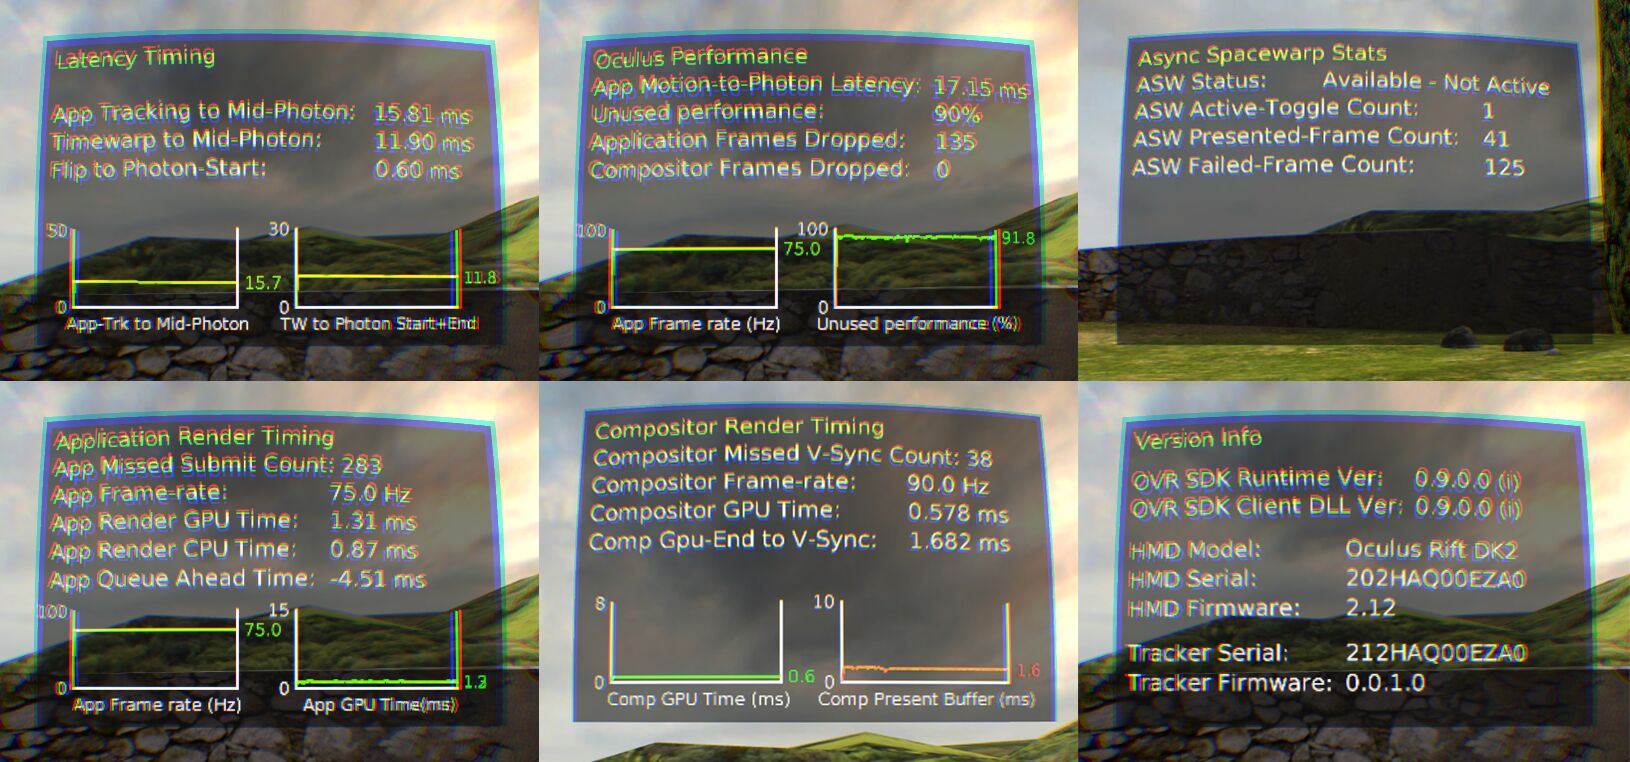 Latency Timing
App Tracking to Mid-Photon: 15.81 ms
Timewarp to Mid-Photon: 11.90 ms
Flip to Photon-Start: 0.60 ms
50
15.7
0
App-Trk to Mid-Photon
30
11.8
0
TW to Photon Start+End
Oculus Performance
App Motion-to-Photon Latency: 17.15 ms
Unused performance: 90%
Application Frames Dropped: 135
Compositor Frames Dropped: 0
100
75.0
0
App Frame rate (Hz)
100
91.8
0
Unused performance (%)
Async Spacewarp Stats
ASW Status: Available - Not Active
ASW Active-Toggle Count: 1
ASW Presented-Frame Count: 41
ASW Failed-Frame Count: 125
Application Render Timing
App Missed Submit Count: 283
App Frame-rate: 75.0 Hz
App Render GPU Time: 1.31 ms
App Render CPU Time: 0.87 ms
App Queue Ahead Time: -4.51 ms
100
75.0
0
App Frame rate (Hz)
15
0
App GPU Time(ms)
Compositor Render Timing
Compositor Missed V-Sync Count: 38
Compositor Frame-rate: 90.0 Hz
Compositor GPU Time: 0.578 ms
Comp Gpu-End to V-Sync: 1.682 ms
8
0.6
0
Comp GPU Time (ms)
10
1.6
0
Comp Present Buffer (ms)
Version Info
OVR SDK Runtime Ver: 0.9.0.0 (ii)
OVR SDK Client DLL Ver: 0.9.0.0 (ii)
HMD Model: Oculus Rift DK2
HMD Serial: 202HAQ00EZA0
HMD Firmware: 2.12
Tracker Serial: 212HAQ00EZA0
Tracker Firmware: 0.0.1.0